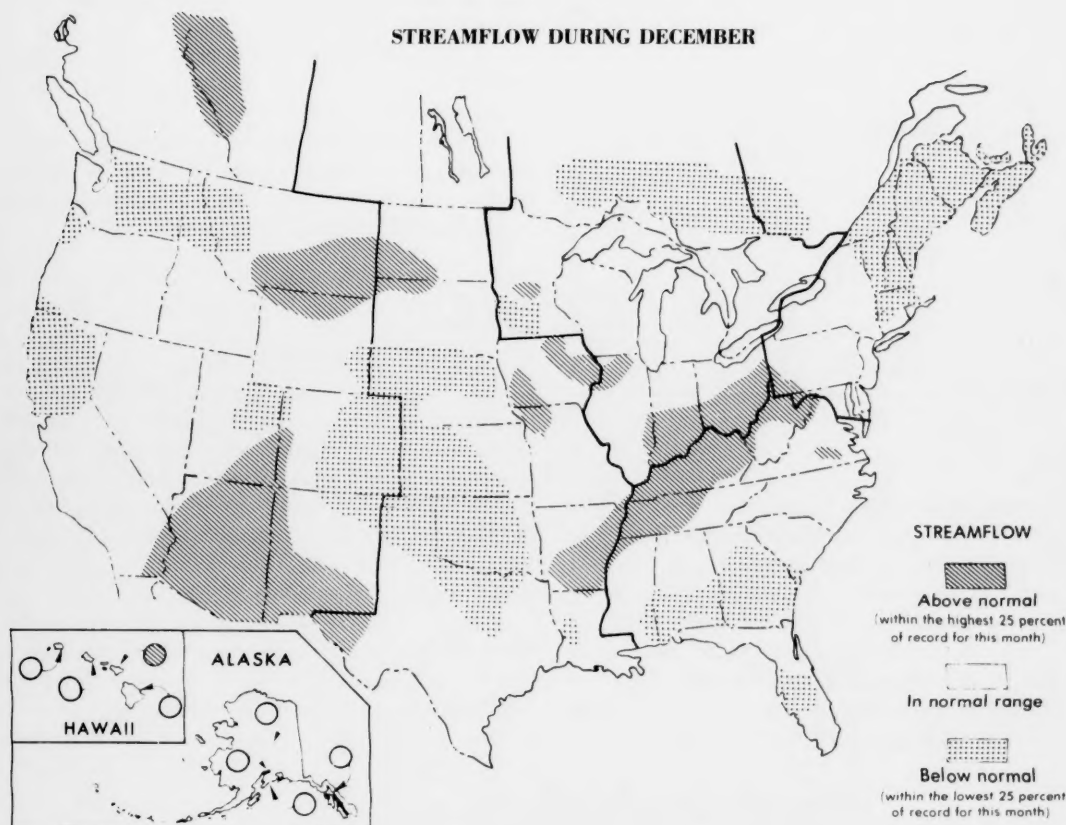 STREAMFLOW DURING DECEMBER
STREAMFLOW
Above normal
(within the highest 25 percent
of record for this month)
In normal range
Below normal
(within the lowest 25 percent
of record for this month)
ALASKA
HAWAII